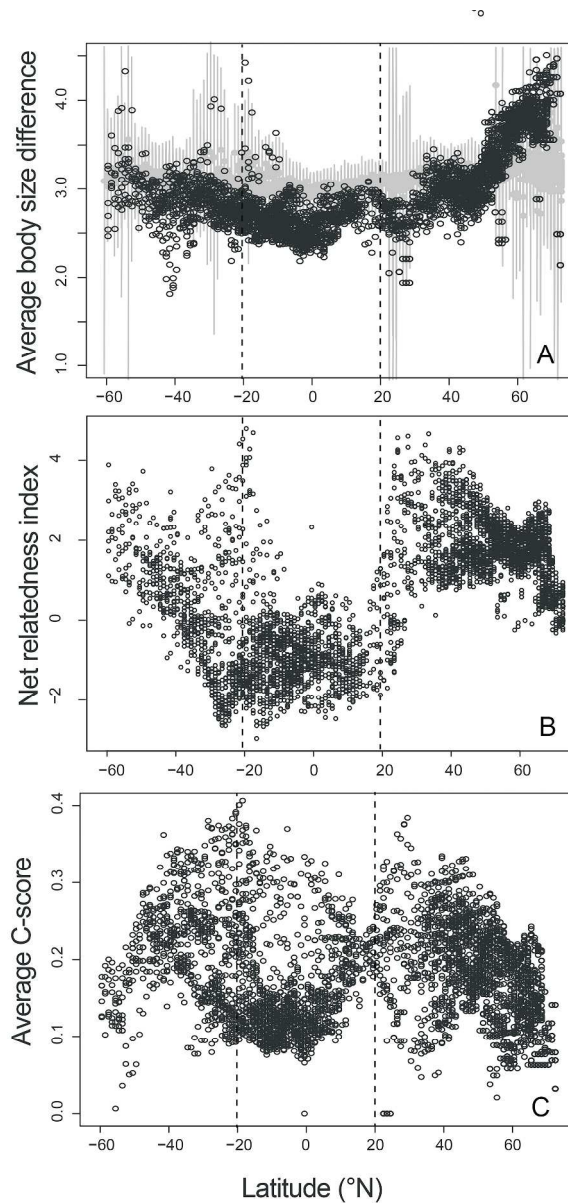 4.0
3.0
2.0
1.0
Average body size difference
A
−60 −40 −20 0 20 40 60
4
2
0
−2
Net relatedness index
B
−60 −40 −20 0 20 40 60
0.4
0.3
0.2
0.1
0.0
Average C-score
C
−60 −40 −20 0 20 40 60
Latitude (°N)